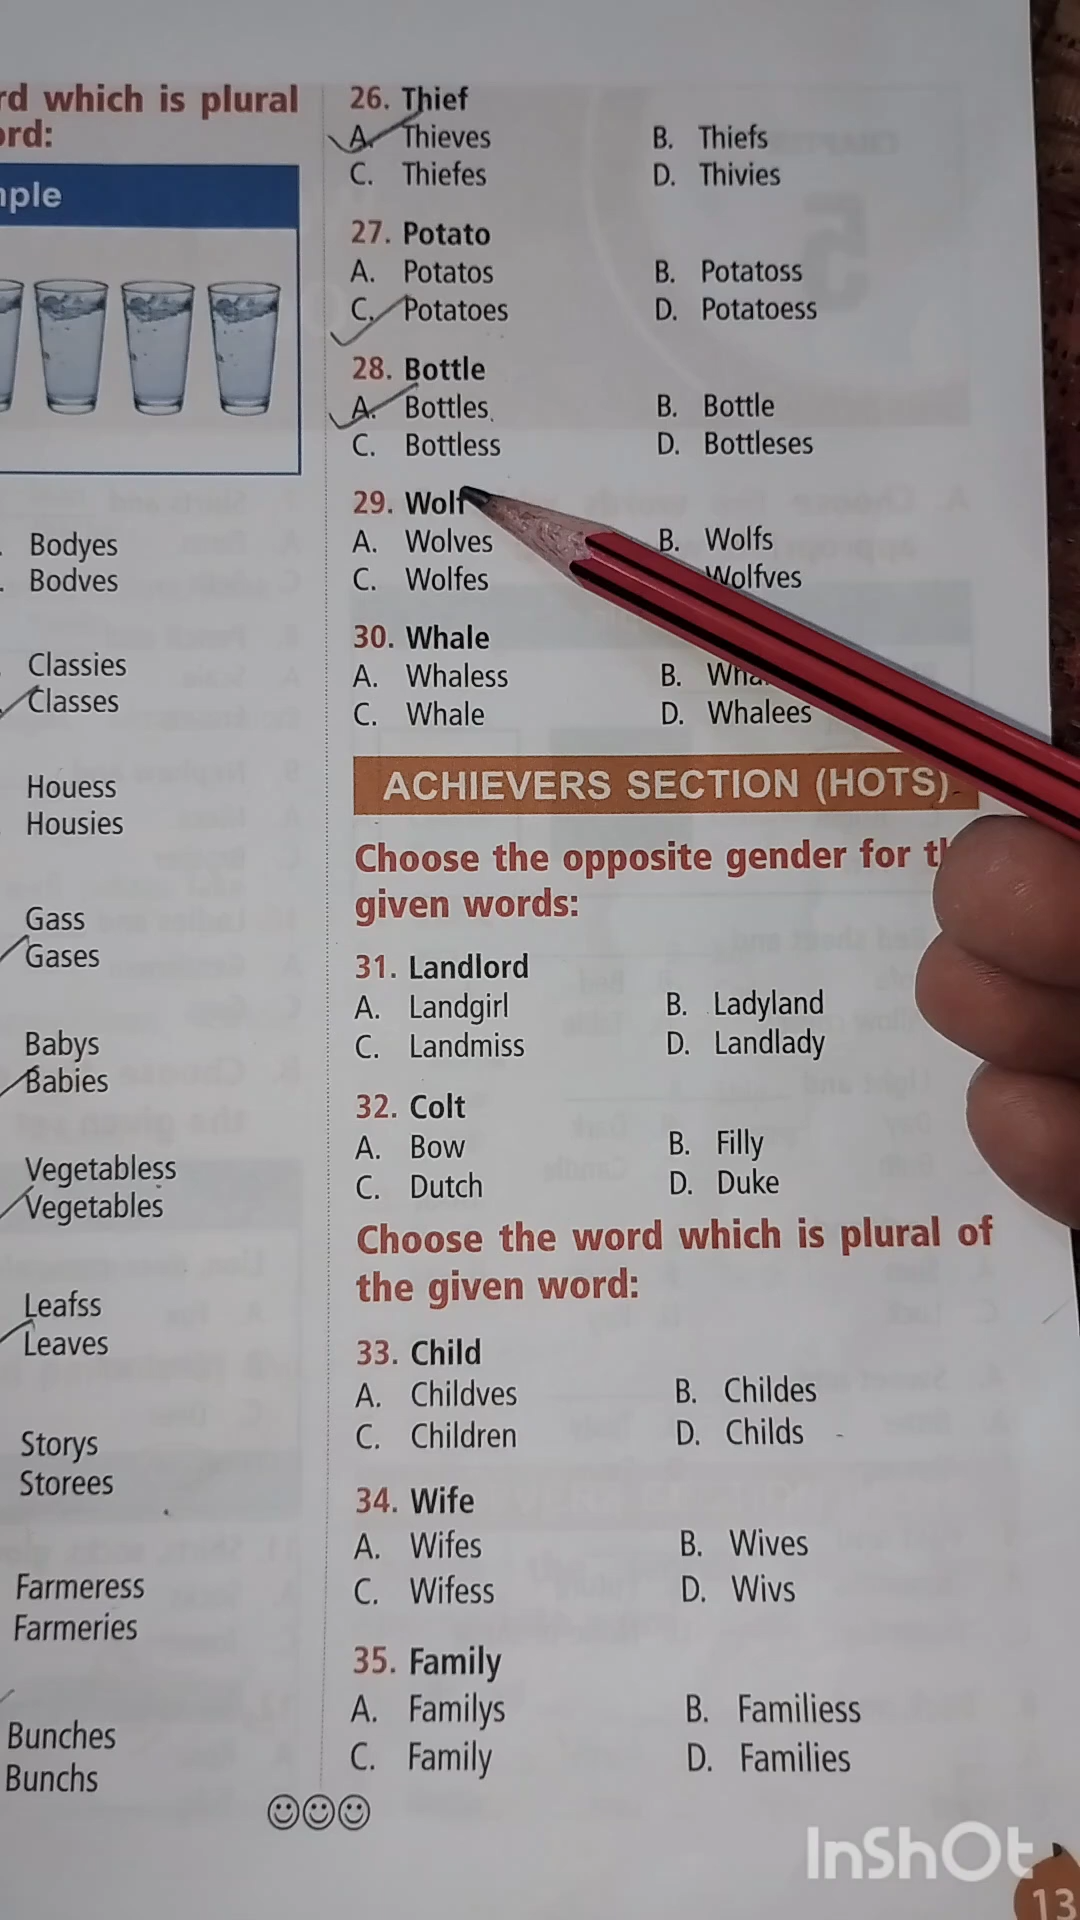 rd which is plural
ord:
mple
Bodyes
Bodves
Classies
Classes
Houess
Housies
Gass
Gases
Babys
Babies
Vegetabless
Vegetables
Leafss
Leaves
Storys
Storees
Farmeress
Farmeries
Bunches
Bunchs
26. Thief
A. Thieves B. Thiefs
C. Thiefes D. Thivies
27. Potato
A. Potatos B. Potatoss
C. Potatoes D. Potatoess
28. Bottle
A. Bottles B. Bottle
C. Bottless D. Bottleses
29. Wolf
A. Wolves B. Wolfs
C. Wolfes Wolfves
30. Whale
A. Whaless B.
C. Whale D. Whalees
ACHIEVERS SECTION (HOTS)
Choose the opposite gender for
given words:
31. Landlord
A. Landgirl B. Ladyland
C. Landmiss D. Landlady
32. Colt
A. Bow B. Filly
C. Dutch D. Duke
Choose the word which is plural of
the given word:
33. Child
A. Childves B. Childes
C. Children D. Childs
34. Wife
A. Wifes B. Wives
C. Wifess D. Wivs
35. Family
A. Familys B. Familiess
C. Family D. Families
InShOt
13